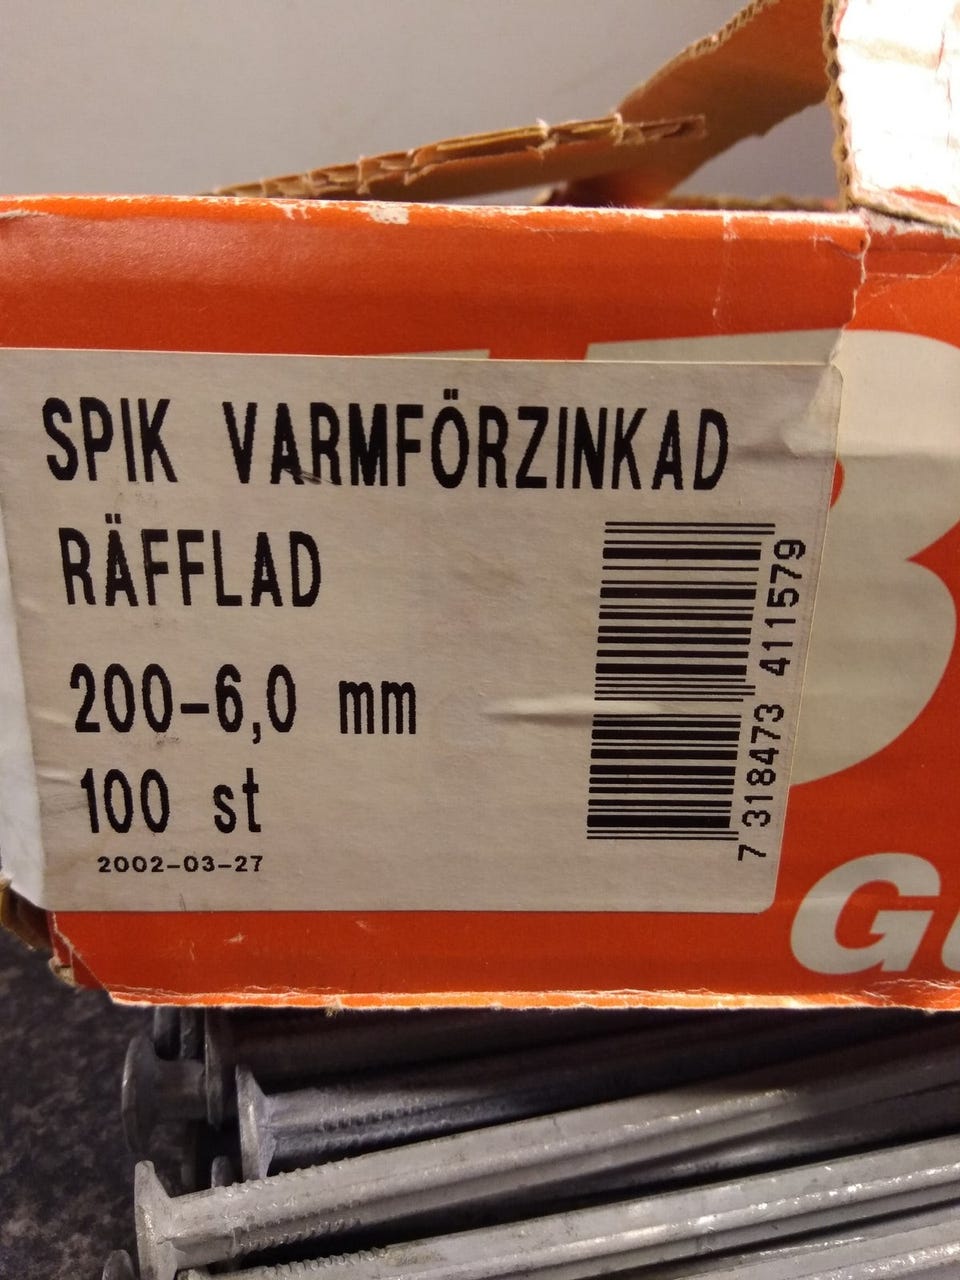 SPIK VARMFÖRZINKAD
RÄFFLAD
200-6,0 mm
100 st
2002-03-27
7 318473 411579